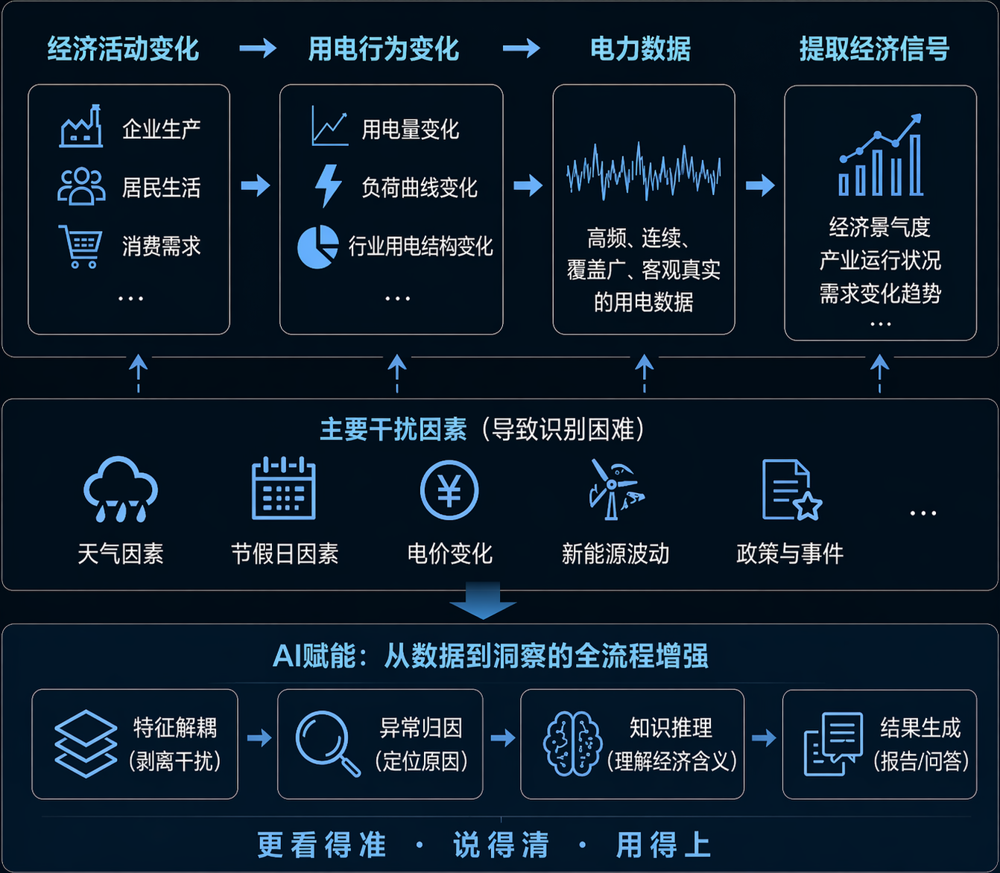 经济活动变化
用电行为变化
电力数据
提取经济信号
企业生产
居民生活
消费需求
...
用电量变化
负荷曲线变化
行业用电结构变化
...
高频、连续、
覆盖广、客观真实
的用电数据
经济景气度
产业运行状况
需求变化趋势
...
主要干扰因素（导致识别困难）
¥
天气因素
节假日因素
电价变化
新能源波动
政策与事件
...
AI赋能：从数据到洞察的全流程增强
特征解耦
（剥离干扰）
异常归因
（定位原因）
知识推理
（理解经济含义）
结果生成
（报告/问答）
更看得准 · 说得清 · 用得上